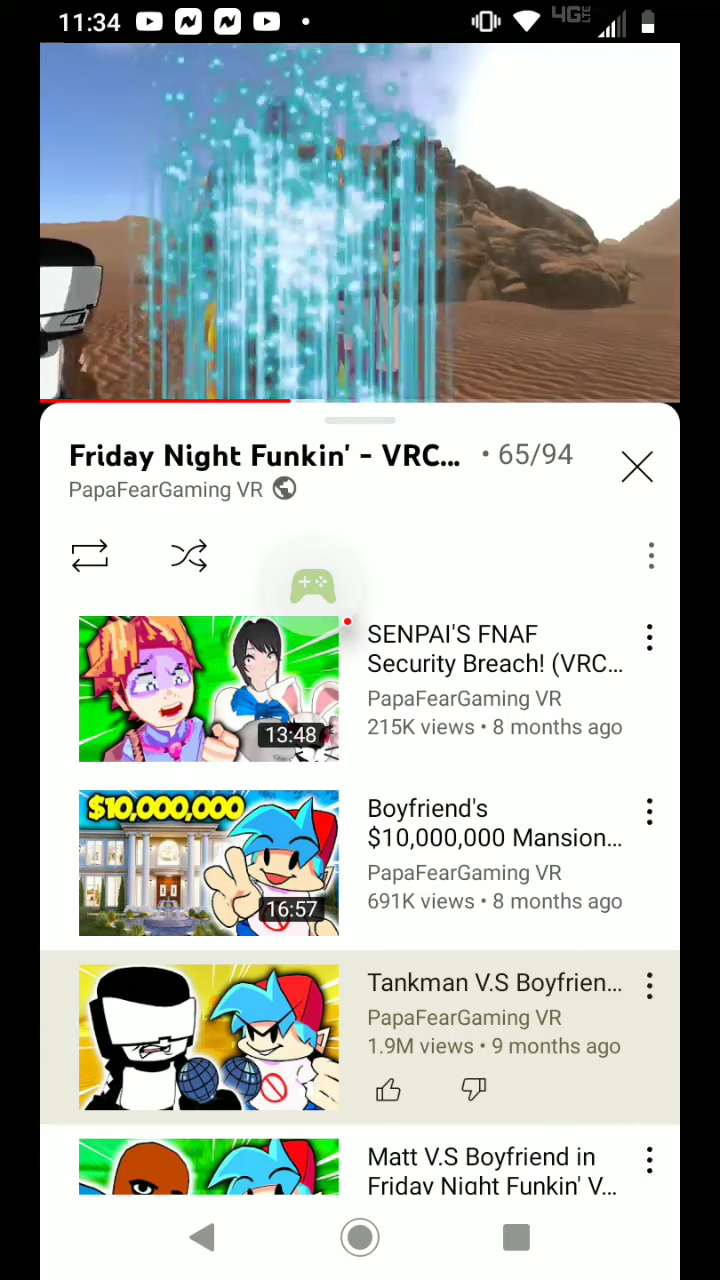 11:34
4G LTE
Friday Night Funkin' - VRC... • 65/94
PapaFearGaming VR
SENPAI'S FNAF
Security Breach! (VRC...
PapaFearGaming VR
215K views • 8 months ago
13:48
$10,000,000
Boyfriend's
$10,000,000 Mansion...
PapaFearGaming VR
691K views • 8 months ago
16:57
Tankman V.S Boyfrien...
PapaFearGaming VR
1.9M views • 9 months ago
Matt V.S Boyfriend in
Friday Night Funkin' V...